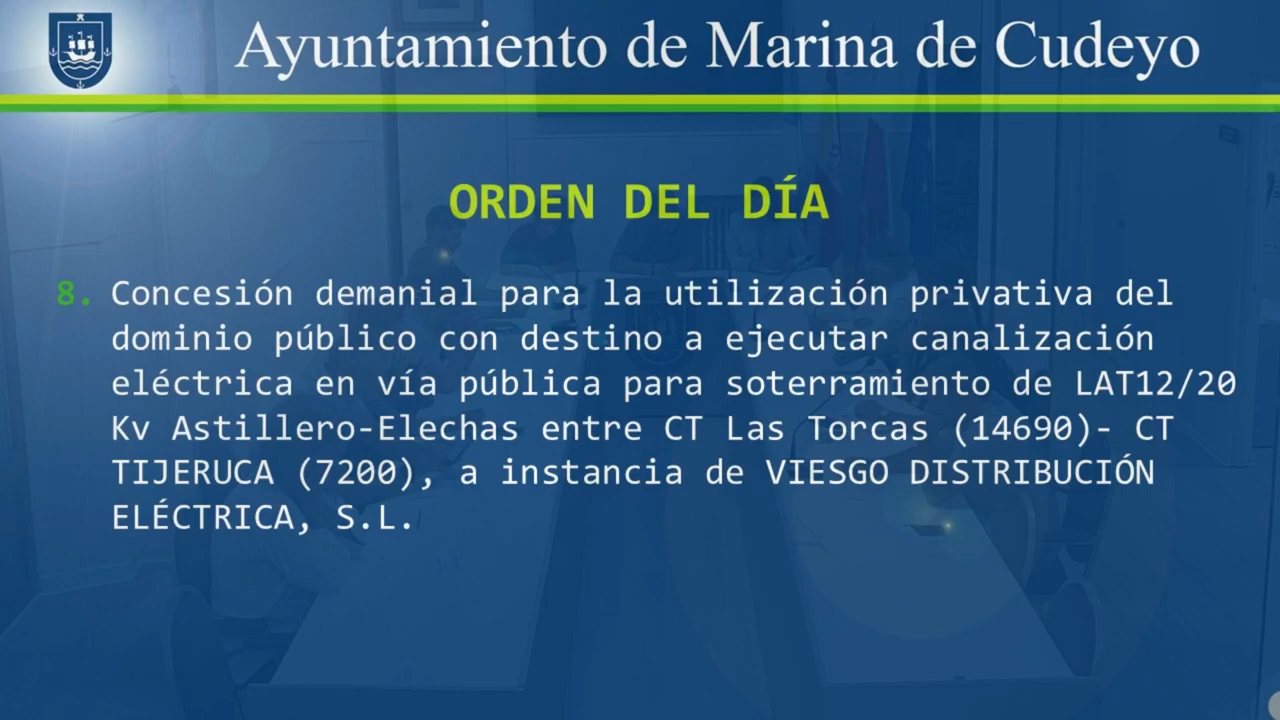 Ayuntamiento de Marina de Cudeyo
ORDEN DEL DÍA
8. Concesión demanial para la utilización privativa del
dominio público con destino a ejecutar canalización
eléctrica en vía pública para soterramiento de LAT12/20
Kv Astillero-Elechas entre CT Las Torcas (14690)- CT
TIJERUCA (7200), a instancia de VIESGO DISTRIBUCIÓN
ELÉCTRICA, S.L.